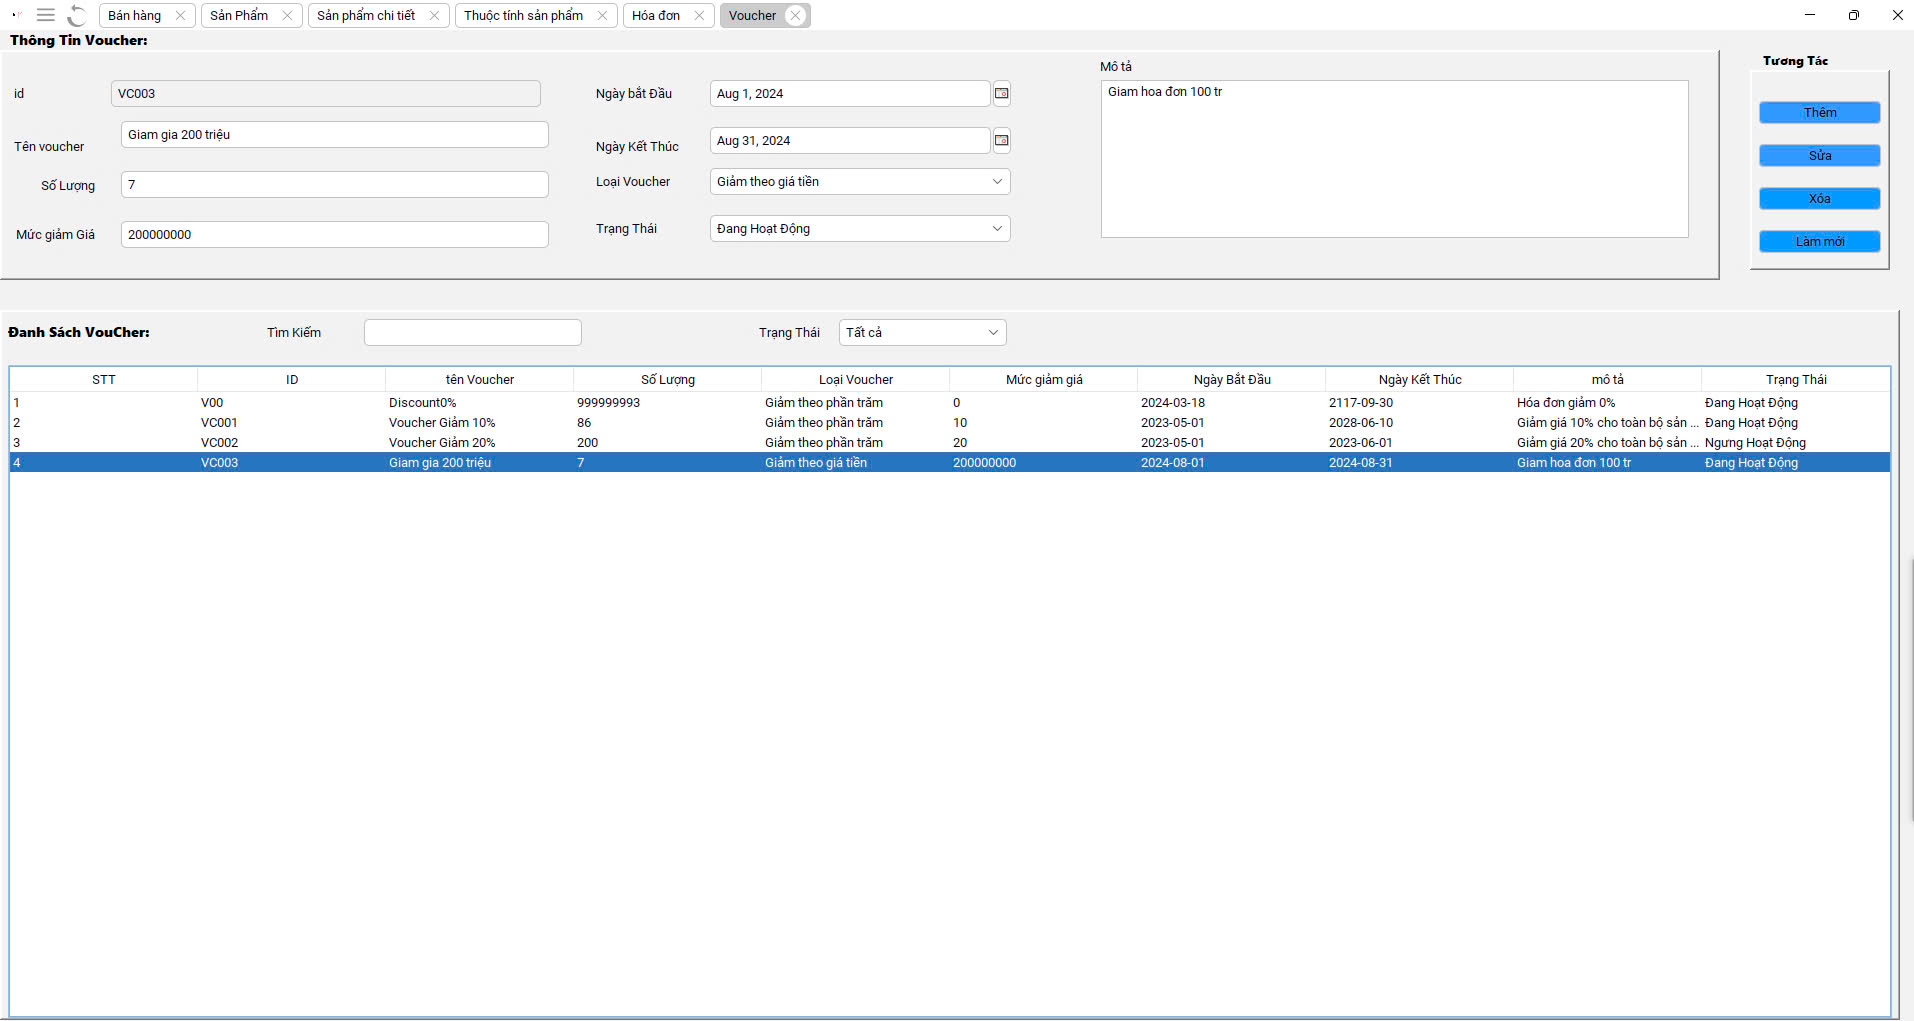 Bán hàng Sản Phẩm Sản phẩm chi tiết Thuộc tính sản phẩm Hóa đơn Voucher
Thông Tin Voucher:
Tương Tác
Mô tả
id VC003 Ngày bắt Đầu Aug 1, 2024 Giam hoa đơn 100 tr
Thêm
Tên voucher Giam gia 200 triệu Ngày Kết Thúc Aug 31, 2024
Sửa
Số Lượng 7 Loại Voucher Giảm theo giá tiền
Xóa
Mức giảm Giá 200000000 Trạng Thái Đang Hoạt Động
Làm mới
Đanh Sách VouCher: Tìm Kiếm Trạng Thái Tất cả
STT ID tên Voucher Số Lượng Loại Voucher Mức giảm giá Ngày Bắt Đầu Ngày Kết Thúc mô tả Trạng Thái
1 V00 Discount0% 999999993 Giảm theo phần trăm 0 2024-03-18 2117-09-30 Hóa đơn giảm 0% Đang Hoạt Động
2 VC001 Voucher Giảm 10% 86 Giảm theo phần trăm 10 2023-05-01 2028-06-10 Giảm giá 10% cho toàn bộ sản ... Đang Hoạt Động
3 VC002 Voucher Giảm 20% 200 Giảm theo phần trăm 20 2023-05-01 2023-06-01 Giảm giá 20% cho toàn bộ sản ... Ngưng Hoạt Động
4 VC003 Giam gia 200 triệu 7 Giảm theo giá tiền 200000000 2024-08-01 2024-08-31 Giam hoa đơn 100 tr Đang Hoạt Động